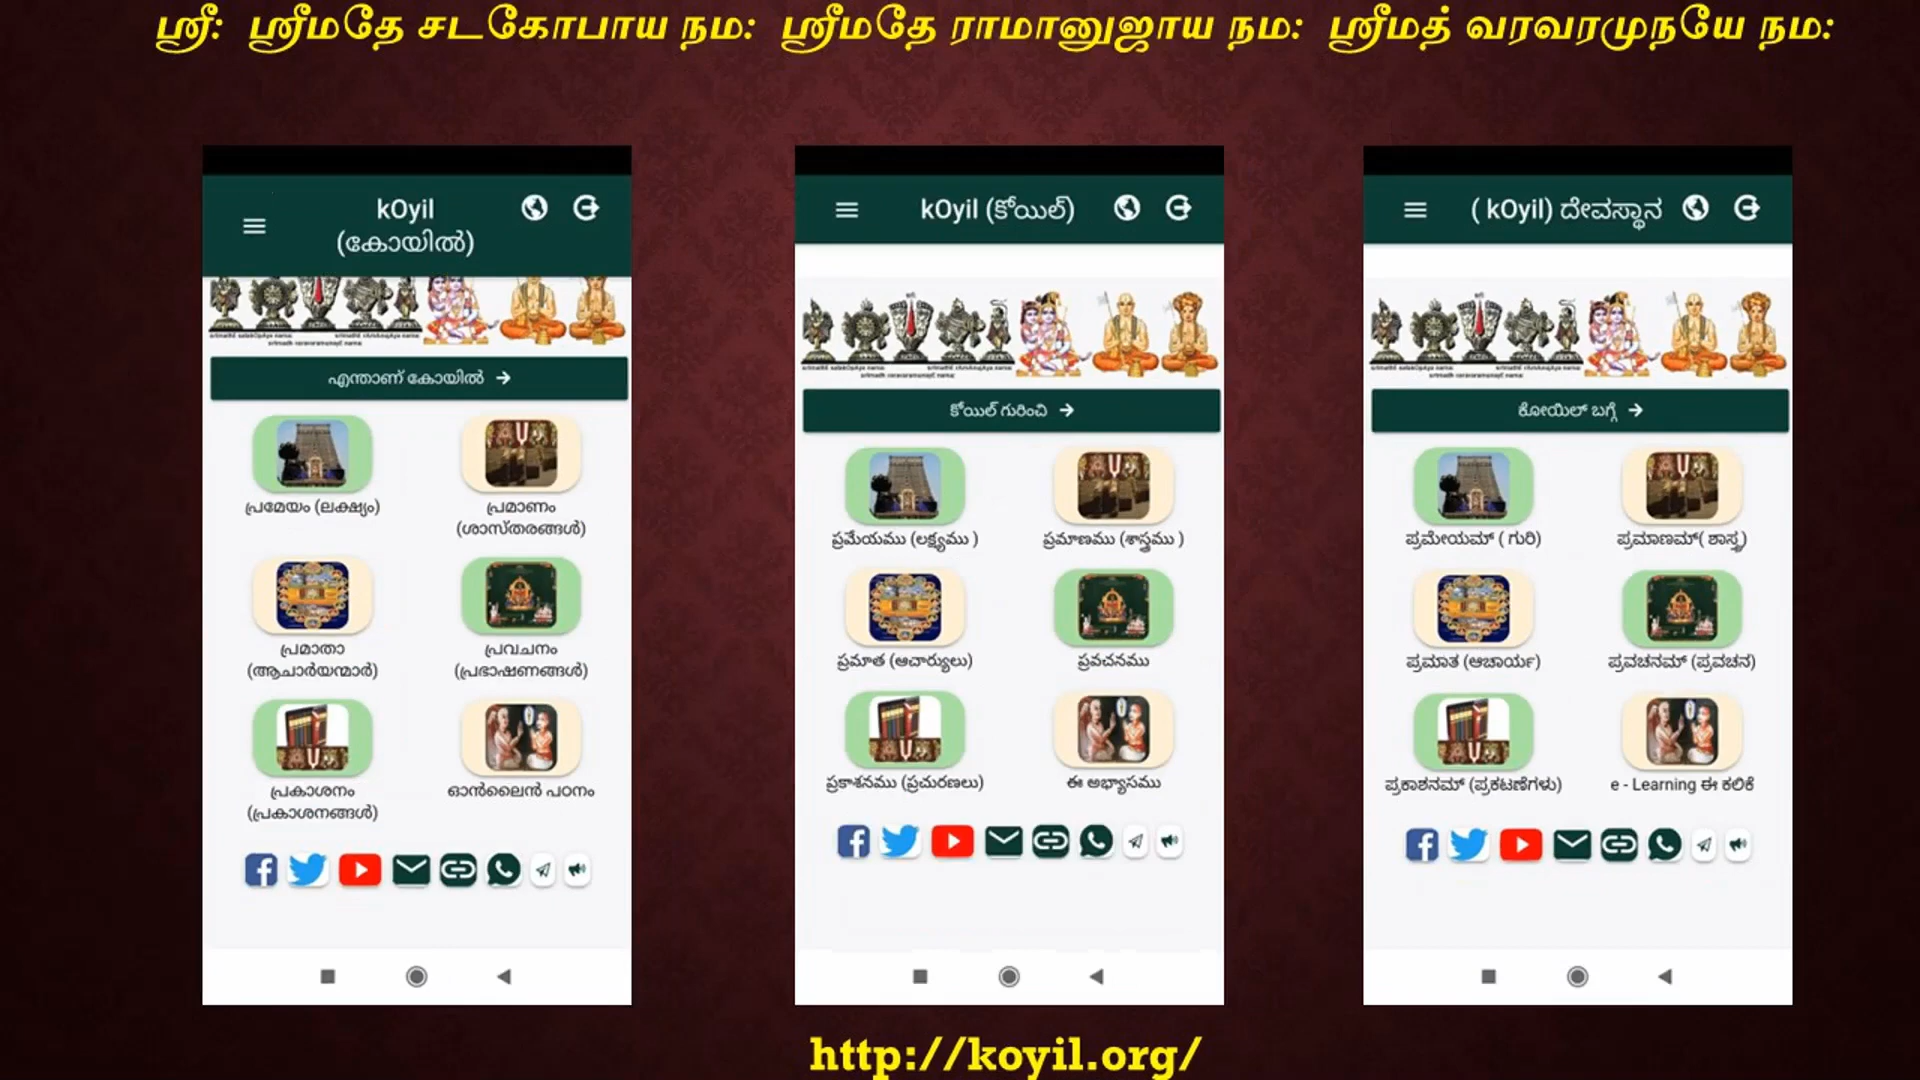 ஸ்ரீ: ஸ்ரீமதே சடகோபாய நம: ஸ்ரீமதே ராமானுஜாய நம: ஸ்ரீமத் வரவரமுநயே நம:
kOyil
(കോയിൽ)
എന്താണ് കോയിൽ →
പ്രമേയം (ലക്ഷ്യം)
പ്രമാണം
(ശാസ്തരങ്ങൾ)
പ്രമാതാ
(ആചാർയന്മാർ)
പ്രവചനം
(പ്രഭാഷണങ്ങൾ)
പ്രകാശനം
(പ്രകാശനങ്ങൾ)
ഓൻലൈൻ പഠനം
kOyil (కోయిల్)
కోయిల్ గురించి →
ప్రమేయము (లక్ష్యము )
ప్రమాణము (శాస్త్రము )
ప్రమాత (ఆచార్యులు)
ప్రవచనము
ప్రకాశనము (ప్రచురణలు)
ఈ అభ్యాసము
( kOyil) ದೇವಸ್ಥಾನ
ಕೋಯಿಲ್ ಬಗ್ಗೆ →
ಪ್ರಮೇಯಮ್ ( ಗುರಿ)
ಪ್ರಮಾಣಮ್( ಶಾಸ್ತ್ರ)
ಪ್ರಮಾತ (ಆಚಾರ್ಯ)
ಪ್ರವಚನಮ್ (ಪ್ರವಚನ)
ಪ್ರಕಾಶನಮ್ (ಪ್ರಕಟಣೆಗಳು)
e - Learning ಈ ಕಲಿಕೆ
http://koyil.org/